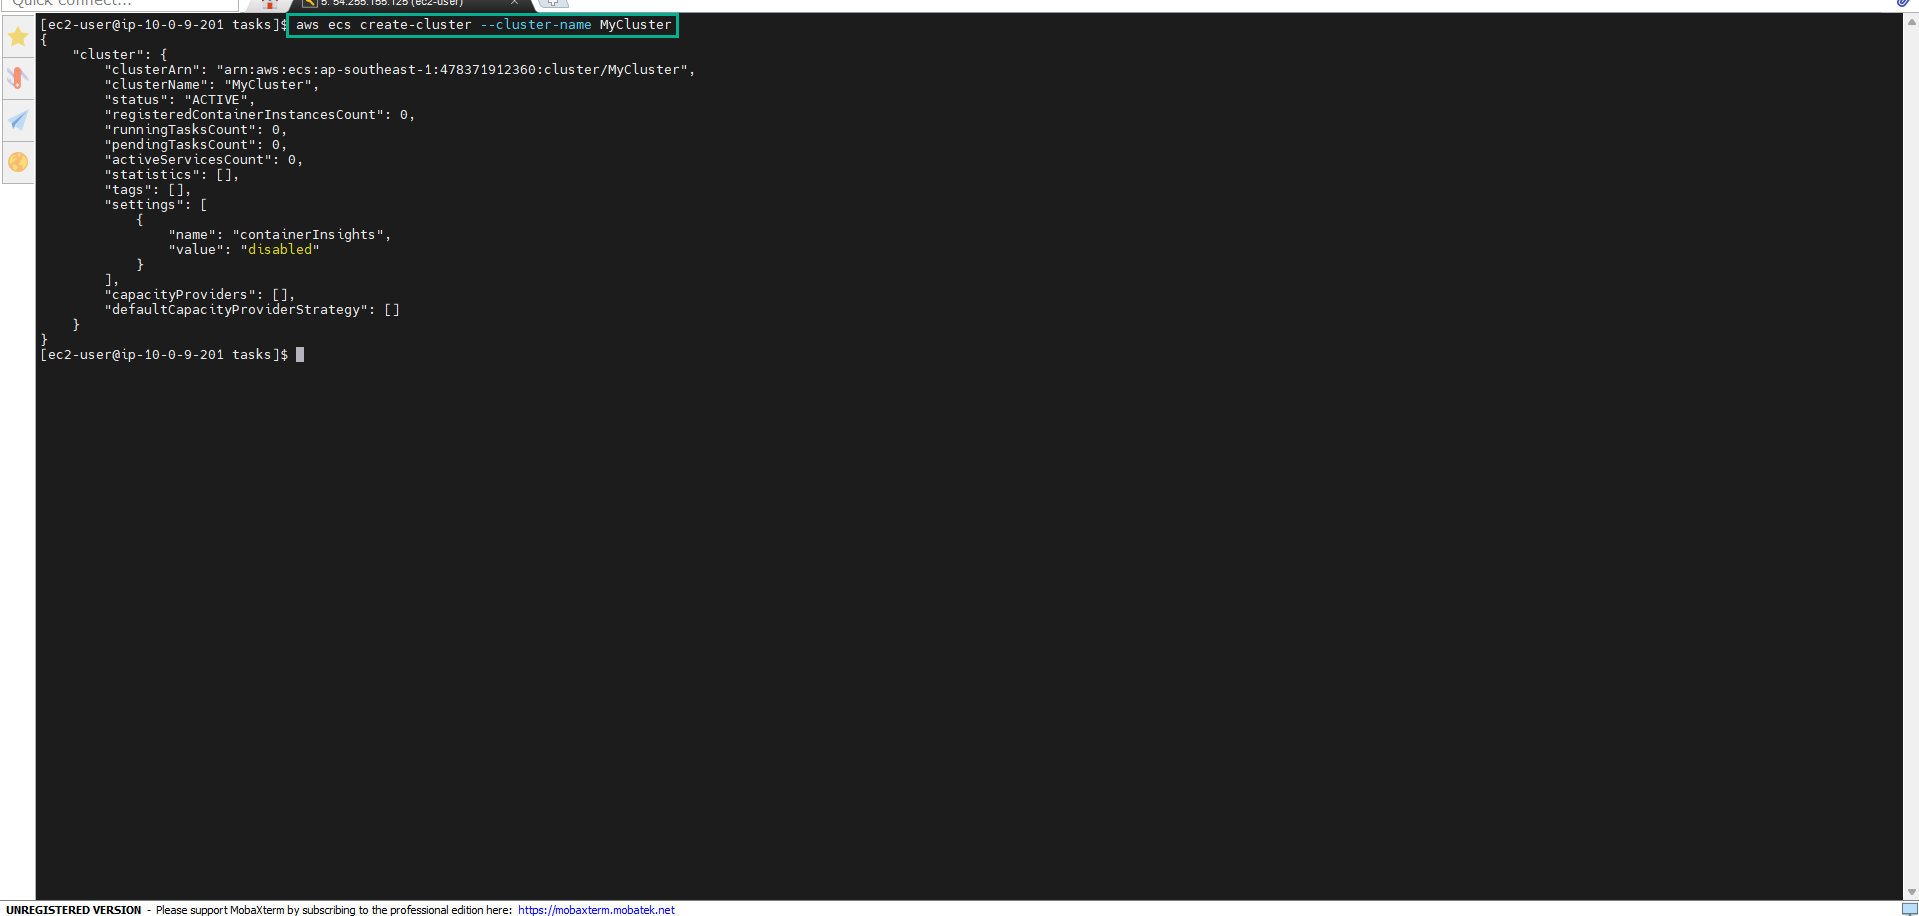 Quick connect...
5. 54.255.155.125 (ec2-user)
[ec2-user@ip-10-0-9-201 tasks]$ aws ecs create-cluster --cluster-name MyCluster
{
    "cluster": {
        "clusterArn": "arn:aws:ecs:ap-southeast-1:478371912360:cluster/MyCluster",
        "clusterName": "MyCluster",
        "status": "ACTIVE",
        "registeredContainerInstancesCount": 0,
        "runningTasksCount": 0,
        "pendingTasksCount": 0,
        "activeServicesCount": 0,
        "statistics": [],
        "tags": [],
        "settings": [
            {
                "name": "containerInsights",
                "value": "disabled"
            }
        ],
        "capacityProviders": [],
        "defaultCapacityProviderStrategy": []
    }
}
[ec2-user@ip-10-0-9-201 tasks]$
UNREGISTERED VERSION - Please support MobaXterm by subscribing to the professional edition here: https://mobaxterm.mobatek.net